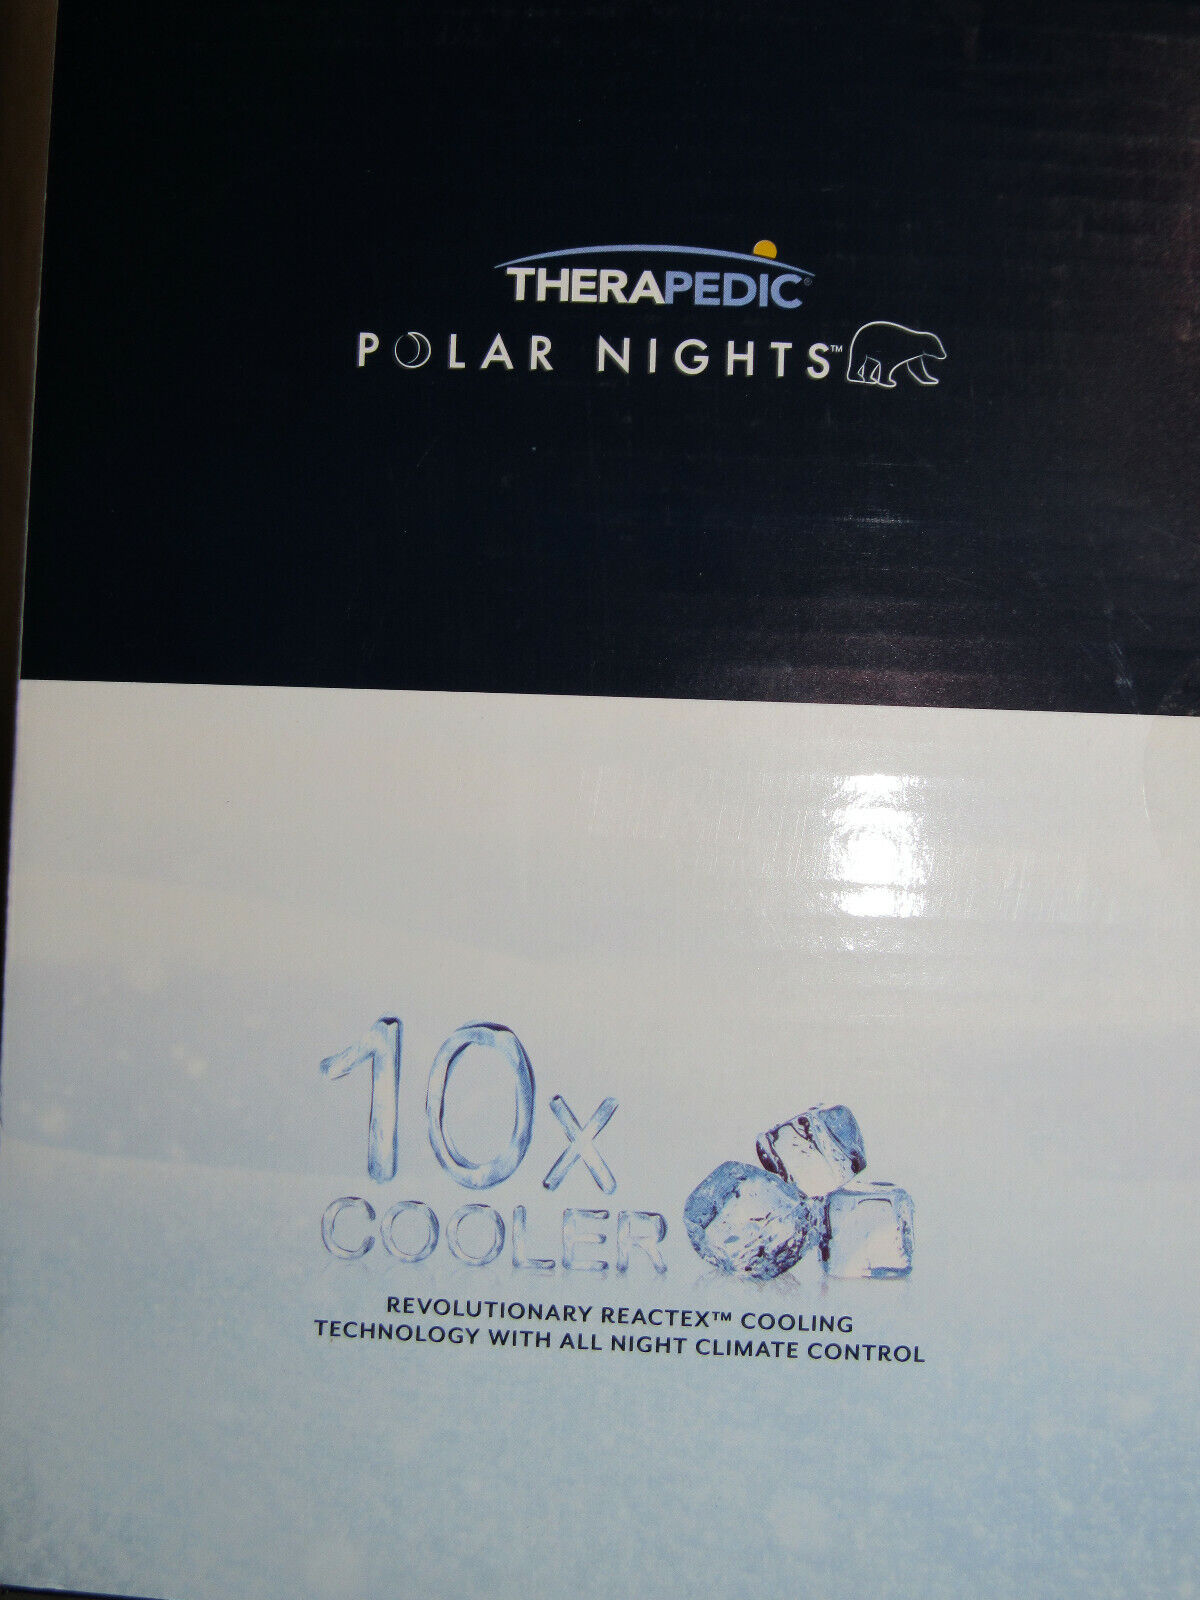 THERAPEDIC®
POLAR NIGHTS™
10x
COOLER
REVOLUTIONARY REACTEX™ COOLING
TECHNOLOGY WITH ALL NIGHT CLIMATE CONTROL